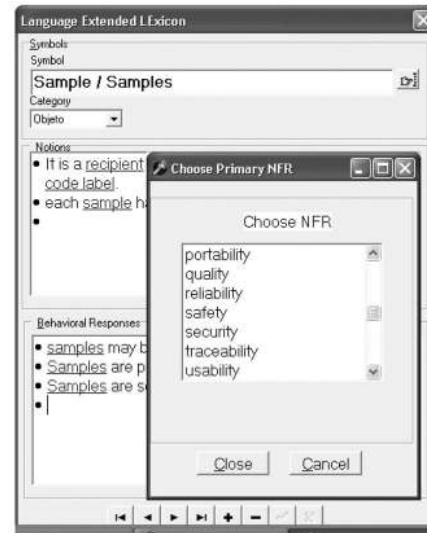 Language Extended LExicon
Symbols
Symbol
Sample / Samples
Category
Objeto
Notions
• It is a recipient
code label.
• each sample
•
Behavioral Responses
• samples may
• Samples are
• Samples are
•
Choose Primary NFR
Choose NFR
portability
quality
reliability
safety
security
traceability
usability
Close
Cancel